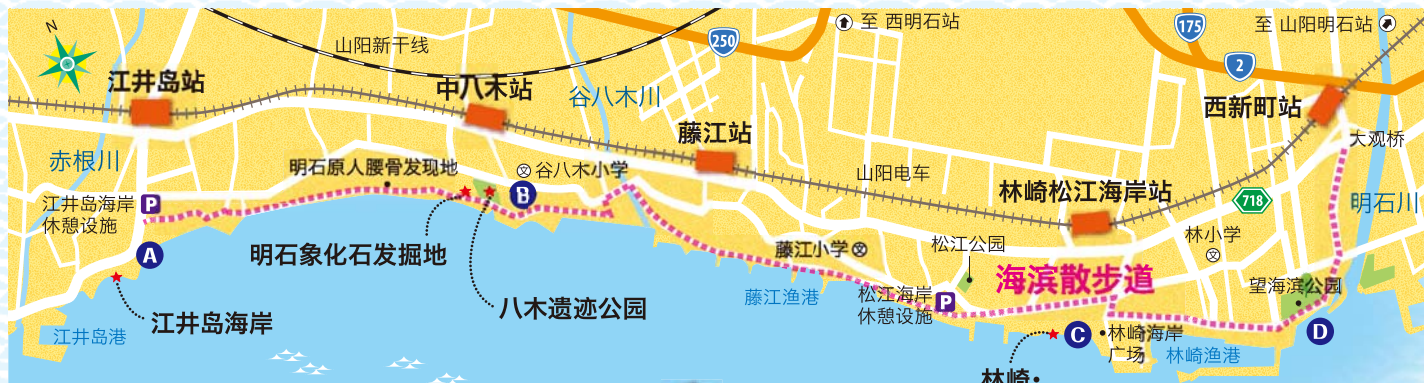 N
山阳新干线
250
至 西明石站
175
至 山阳明石站
2
江井岛站
中八木站
谷八木川
藤江站
西新町站
大观桥
赤根川
明石原人腰骨发现地
谷八木小学
山阳电车
林崎松江海岸站
718
明石川
江井岛海岸
休憩设施
P
B
A
明石象化石发掘地
藤江小学
松江公园
林小学
海滨散步道
望海滨公园
江井岛海岸
八木遗迹公园
藤江渔港
松江海岸
休憩设施
P
江井岛港
C
林崎海岸
广场
林崎渔港
D
林崎・